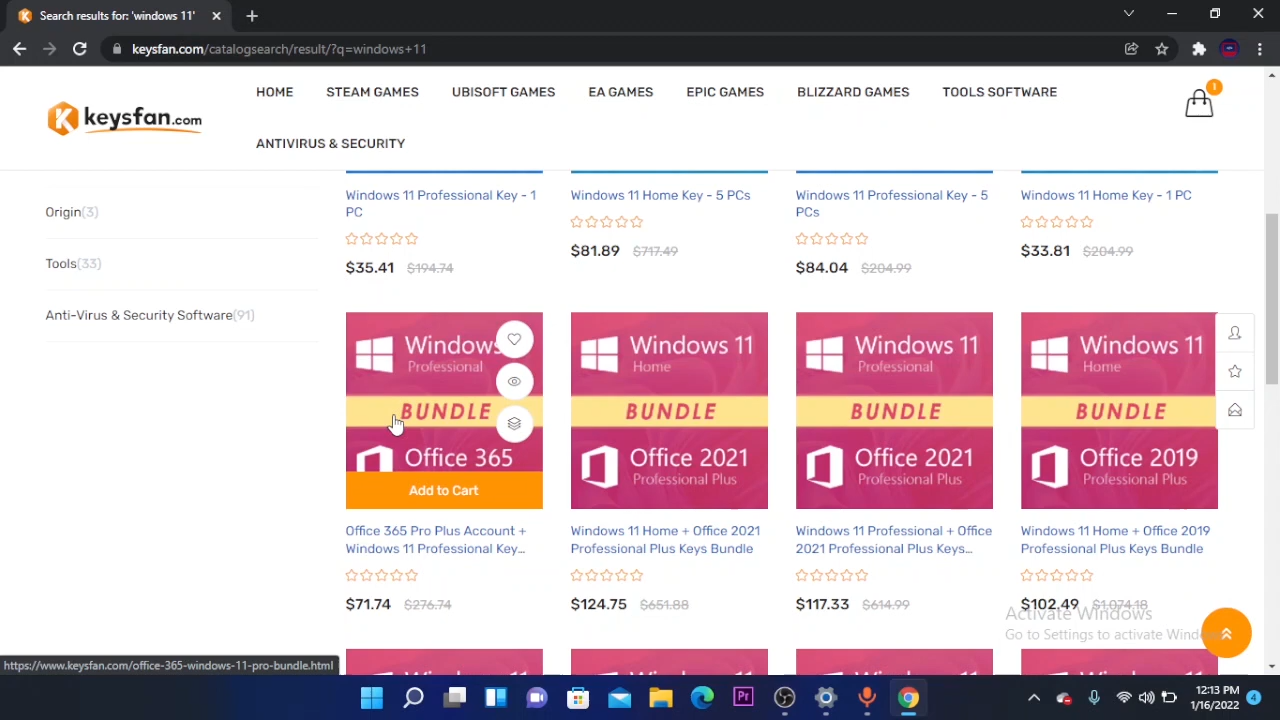 Search results for 'windows 11'
keysfan.com/catalogsearch/result/?q=windows+11
HOME STEAM GAMES UBISOFT GAMES EA GAMES EPIC GAMES BLIZZARD GAMES TOOLS SOFTWARE
1
keysfan.com
ANTIVIRUS & SECURITY
Origin(3)
Tools(33)
Anti-Virus & Security Software(91)
Windows 11 Professional Key - 1
PC
$35.41 $194.74
Windows 11 Home Key - 5 PCs
$81.89 $717.49
Windows 11 Professional Key - 5
PCs
$84.04 $204.99
Windows 11 Home Key - 1 PC
$33.81 $204.99
Windows
Professional
BUNDLE
Office 365
Add to Cart
Office 365 Pro Plus Account +
Windows 11 Professional Key...
$71.74 $276.74
Windows 11
Home
BUNDLE
Office 2021
Professional Plus
Windows 11 Home + Office 2021
Professional Plus Keys Bundle
$124.75 $651.88
Windows 11
Professional
BUNDLE
Office 2021
Professional Plus
Windows 11 Professional + Office
2021 Professional Plus Keys...
$117.33 $614.99
Windows 11
Home
BUNDLE
Office 2019
Professional Plus
Windows 11 Home + Office 2019
Professional Plus Keys Bundle
$102.49 $1,074.18
Activate Windows
Go to Settings to activate Windows
https://www.keysfan.com/office-365-windows-11-pro-bundle.html
Pr
12:13 PM
1/16/2022
4